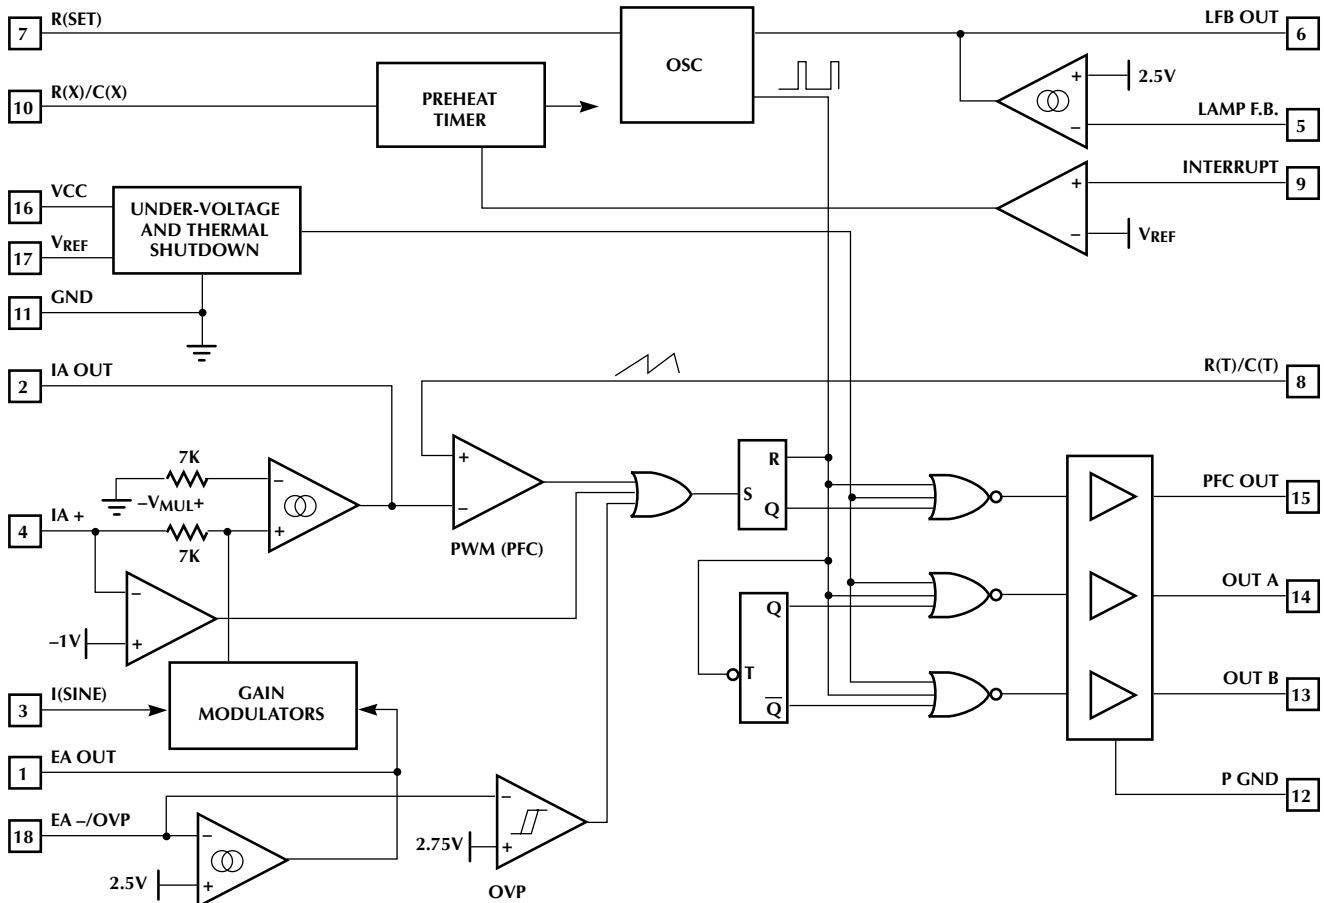 R(SET)
7
OSC
LFB OUT
6
+
2.5V
R(X)/C(X)
10
PREHEAT
TIMER
LAMP F.B.
–
5
VCC
16
UNDER-VOLTAGE
AND THERMAL
SHUTDOWN
VREF
17
INTERRUPT
+
9
–
VREF
GND
11
IA OUT
2
R(T)/C(T)
8
7K
–
–VMUL+
IA +
4
7K
+
+
–
PWM (PFC)
R
S
Q
PFC OUT
15
–
–1V
+
Q
T
Q
OUT A
14
I(SINE)
3
GAIN
MODULATORS
OUT B
13
EA OUT
1
P GND
12
EA –/OVP
18
–
2.5V
+
–
2.75V
+
OVP